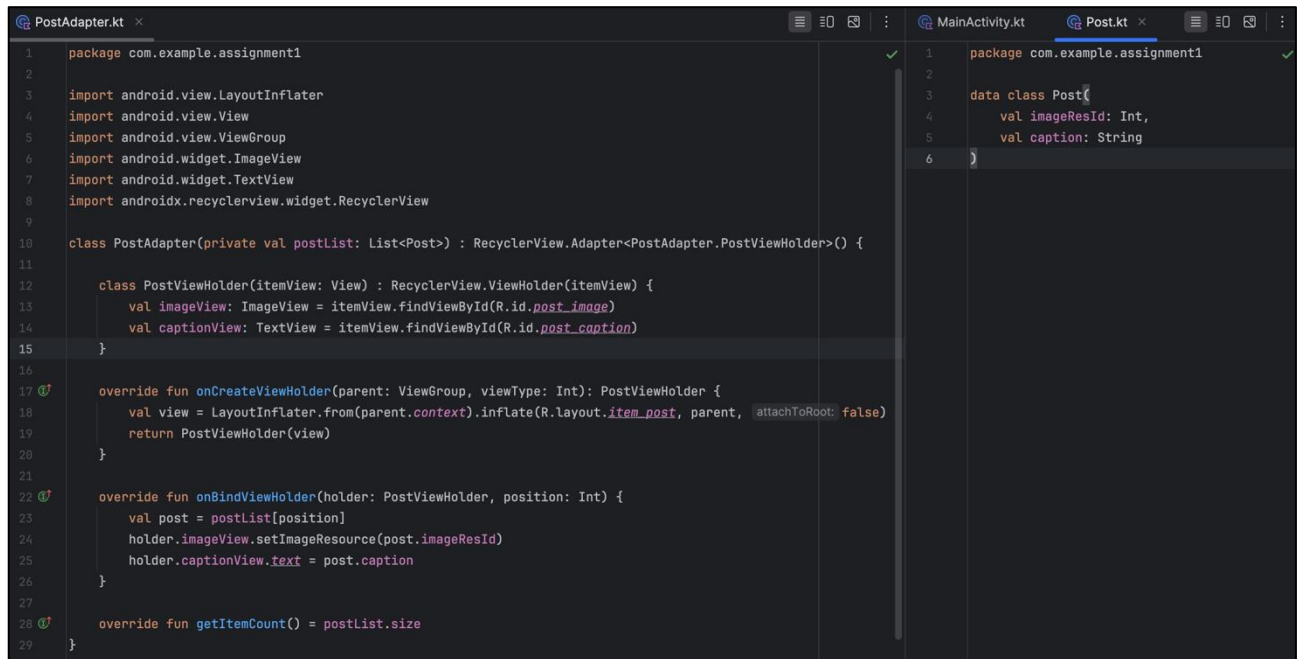 PostAdapter.kt
1 package com.example.assignment1
2
3 import android.view.LayoutInflater
4 import android.view.View
5 import android.view.ViewGroup
6 import android.widget.ImageView
7 import android.widget.TextView
8 import androidx.recyclerview.widget.RecyclerView
9
10 class PostAdapter(private val postList: List<Post>) : RecyclerView.Adapter<PostAdapter.PostViewHolder>() {
11
12     class PostViewHolder(itemView: View) : RecyclerView.ViewHolder(itemView) {
13         val imageView: ImageView = itemView.findViewById(R.id.post_image)
14         val captionView: TextView = itemView.findViewById(R.id.post_caption)
15     }
16
17     override fun onCreateViewHolder(parent: ViewGroup, viewType: Int): PostViewHolder {
18         val view = LayoutInflater.from(parent.context).inflate(R.layout.item_post, parent, attachToRoot: false)
19         return PostViewHolder(view)
20     }
21
22     override fun onBindViewHolder(holder: PostViewHolder, position: Int) {
23         val post = postList[position]
24         holder.imageView.setImageResource(post.imageResId)
25         holder.captionView.text = post.caption
26     }
27
28     override fun getItemCount() = postList.size
29 }
MainActivity.kt Post.kt
1 package com.example.assignment1
2
3 data class Post(
4     val imageResId: Int,
5     val caption: String
6 )